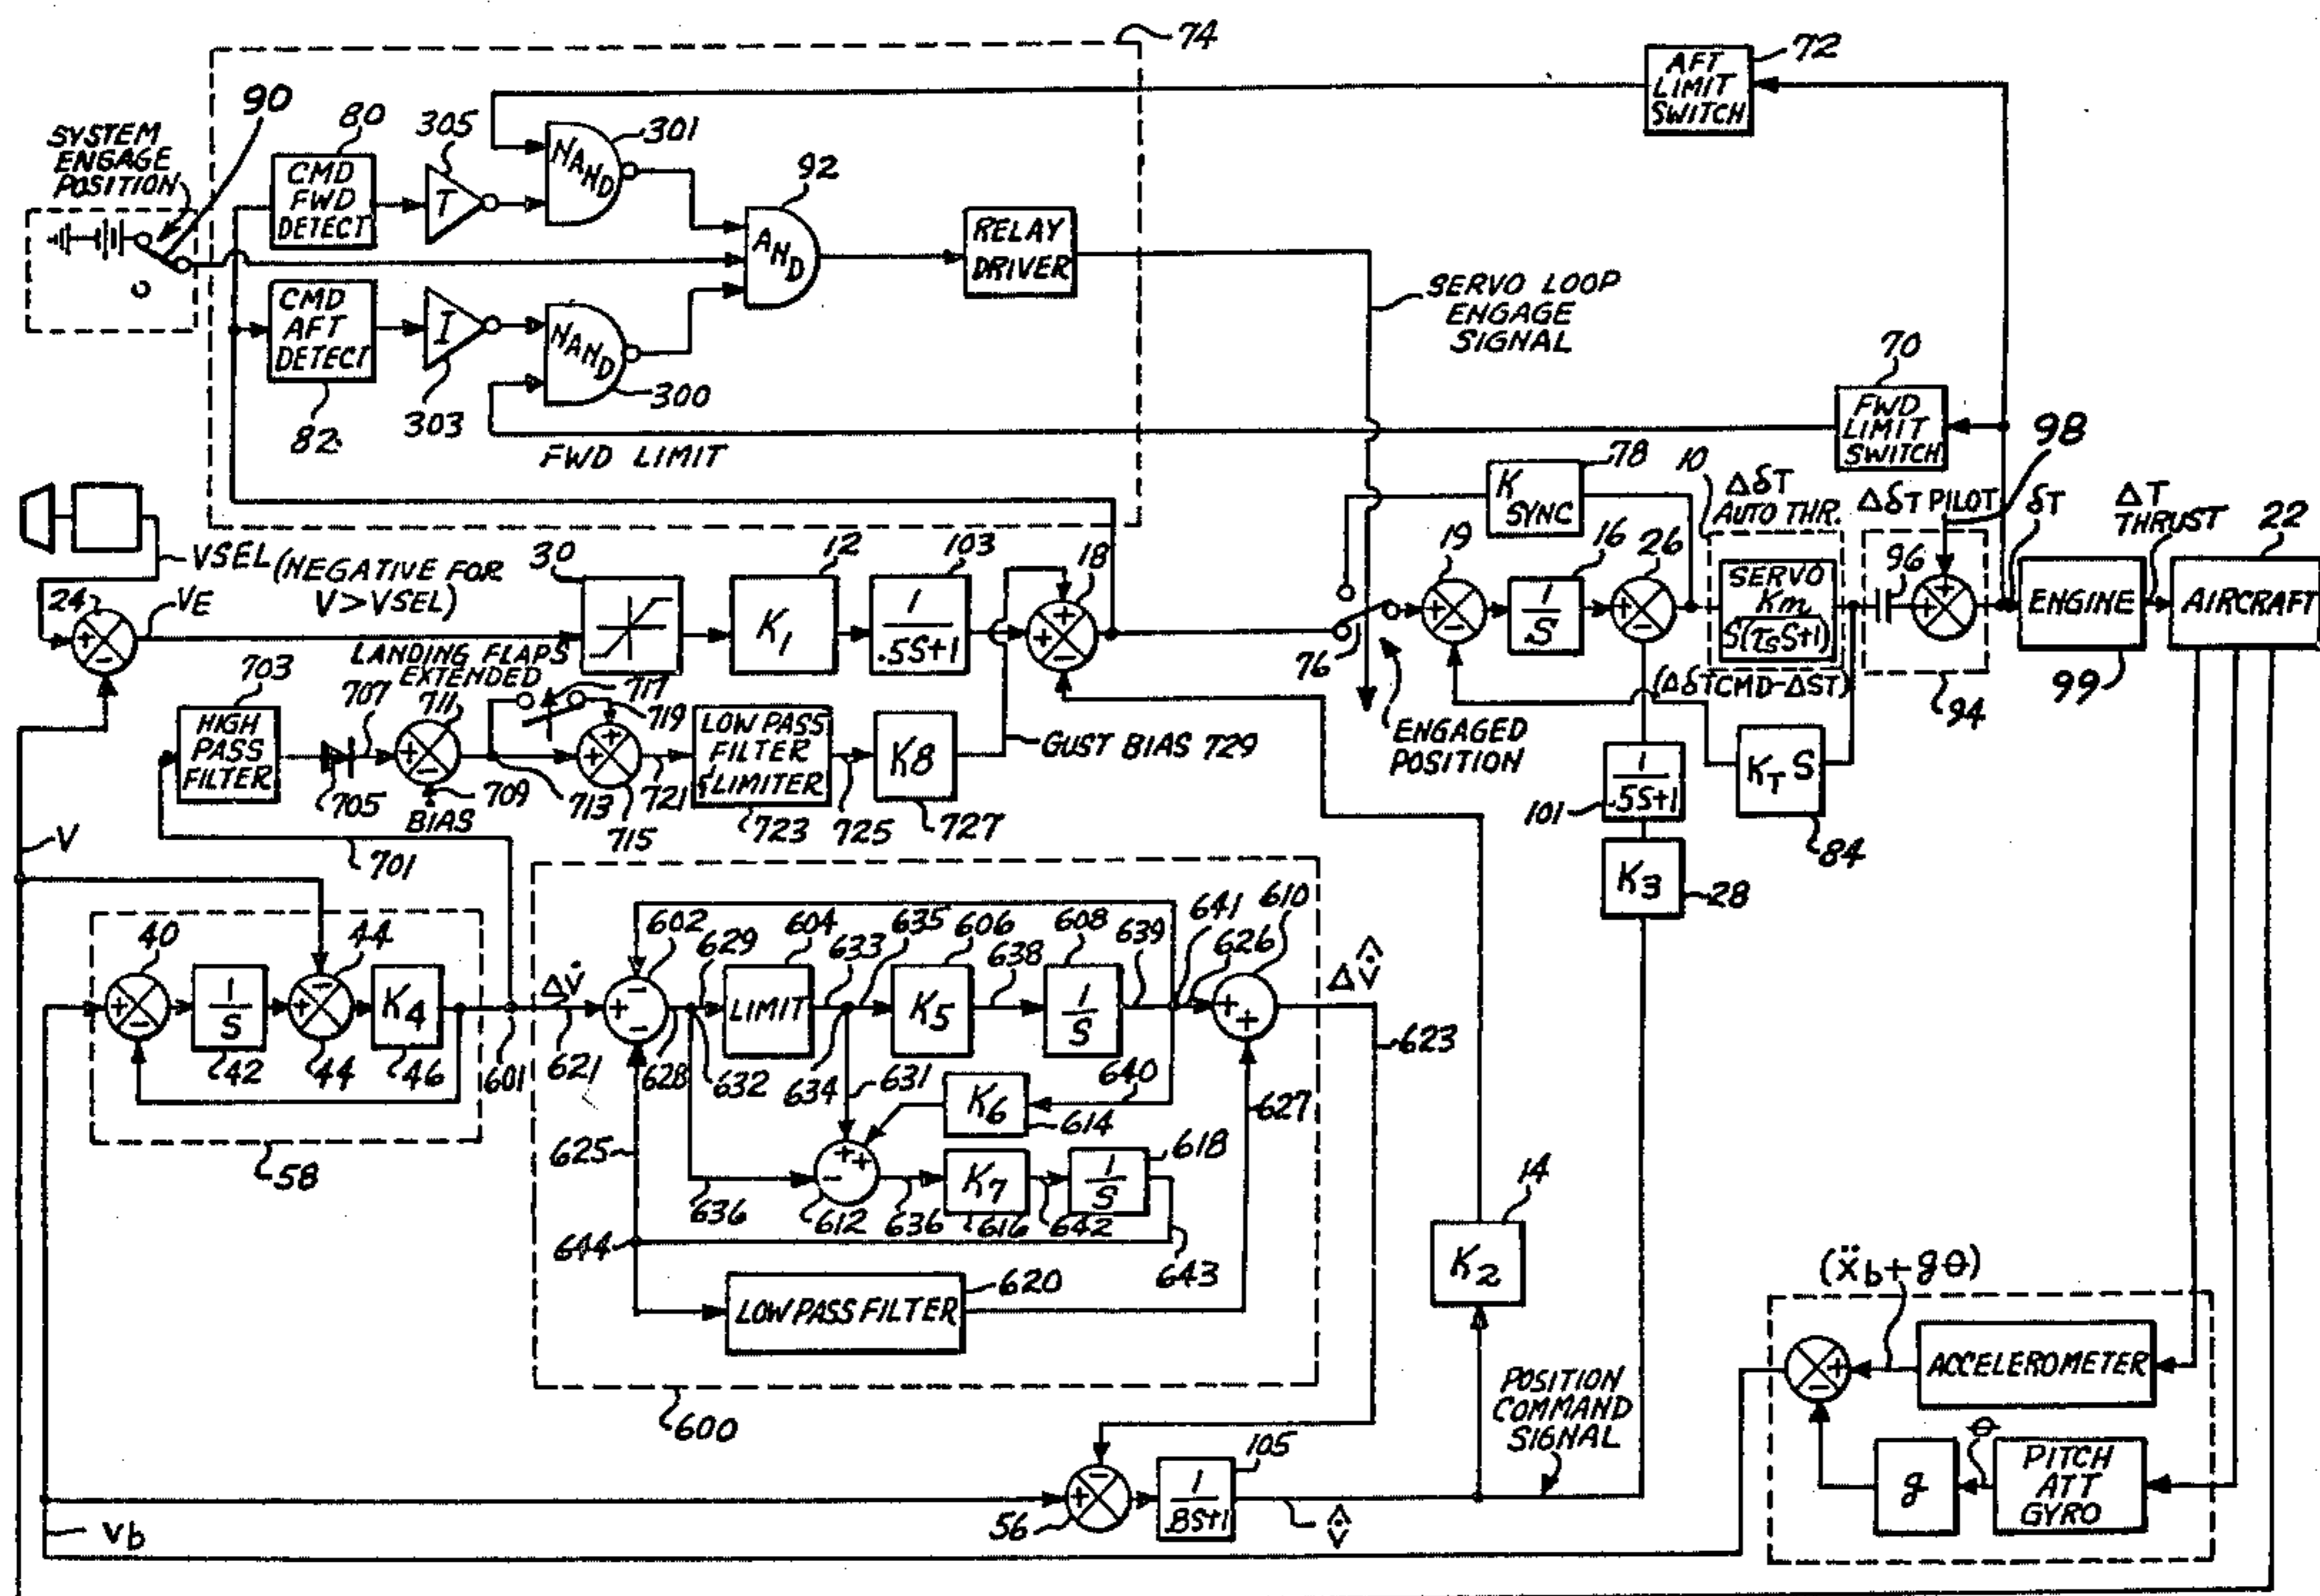 74
AFT
LIMIT
SWITCH
72
90
SYSTEM
ENGAGE
POSITION
80
CMD
FWD
DETECT
305
T
NAND
301
92
AND
RELAY
DRIVER
SERVO LOOP
ENGAGE
SIGNAL
CMD
AFT
DETECT
82
I
303
NAND
300
FWD LIMIT
70
FWD
LIMIT
SWITCH
98
VSEL (NEGATIVE FOR
V>VSEL)
24
+
-
VE
30
12
K1
103
1
.5S+1
18
+
+
-
76
ENGAGED
POSITION
K
SYNC
78
19
+
-
16
1
S
26
+
-
10
ΔδT
AUTO THR.
SERVO
Km
S(τsS+1)
(ΔδTCMD-ΔST)
ΔδT PILOT
96
+
+
94
δT
ENGINE
99
ΔT
THRUST
22
AIRCRAFT
LANDING FLAPS
EXTENDED
703
HIGH
PASS
FILTER
705
707
711
+
-
709
BIAS
713
717
719
+
+
715
721
LOW PASS
FILTER
& LIMITER
723
725
K8
727
GUST BIAS 729
101
1
.5S+1
KT S
84
K3
28
V
701
58
40
+
-
1
S
42
44
-
+
44
K4
46
601
Δv̇
621
602
-
+
-
629
628
632
604
LIMIT
633
634
635
631
606
K5
638
608
1
S
639
641
626
610
+
+
Δv̂̇
623
640
K6
614
627
625
636
+
+
-
612
636
K7
616
642
618
1
S
643
644
LOW PASS FILTER
620
600
14
K2
POSITION
COMMAND
SIGNAL
(ẍb+gθ)
+
-
ACCELEROMETER
θ
g
PITCH
ATT
GYRO
-
+
56
105
1
.8S+1
v̂̇
vb